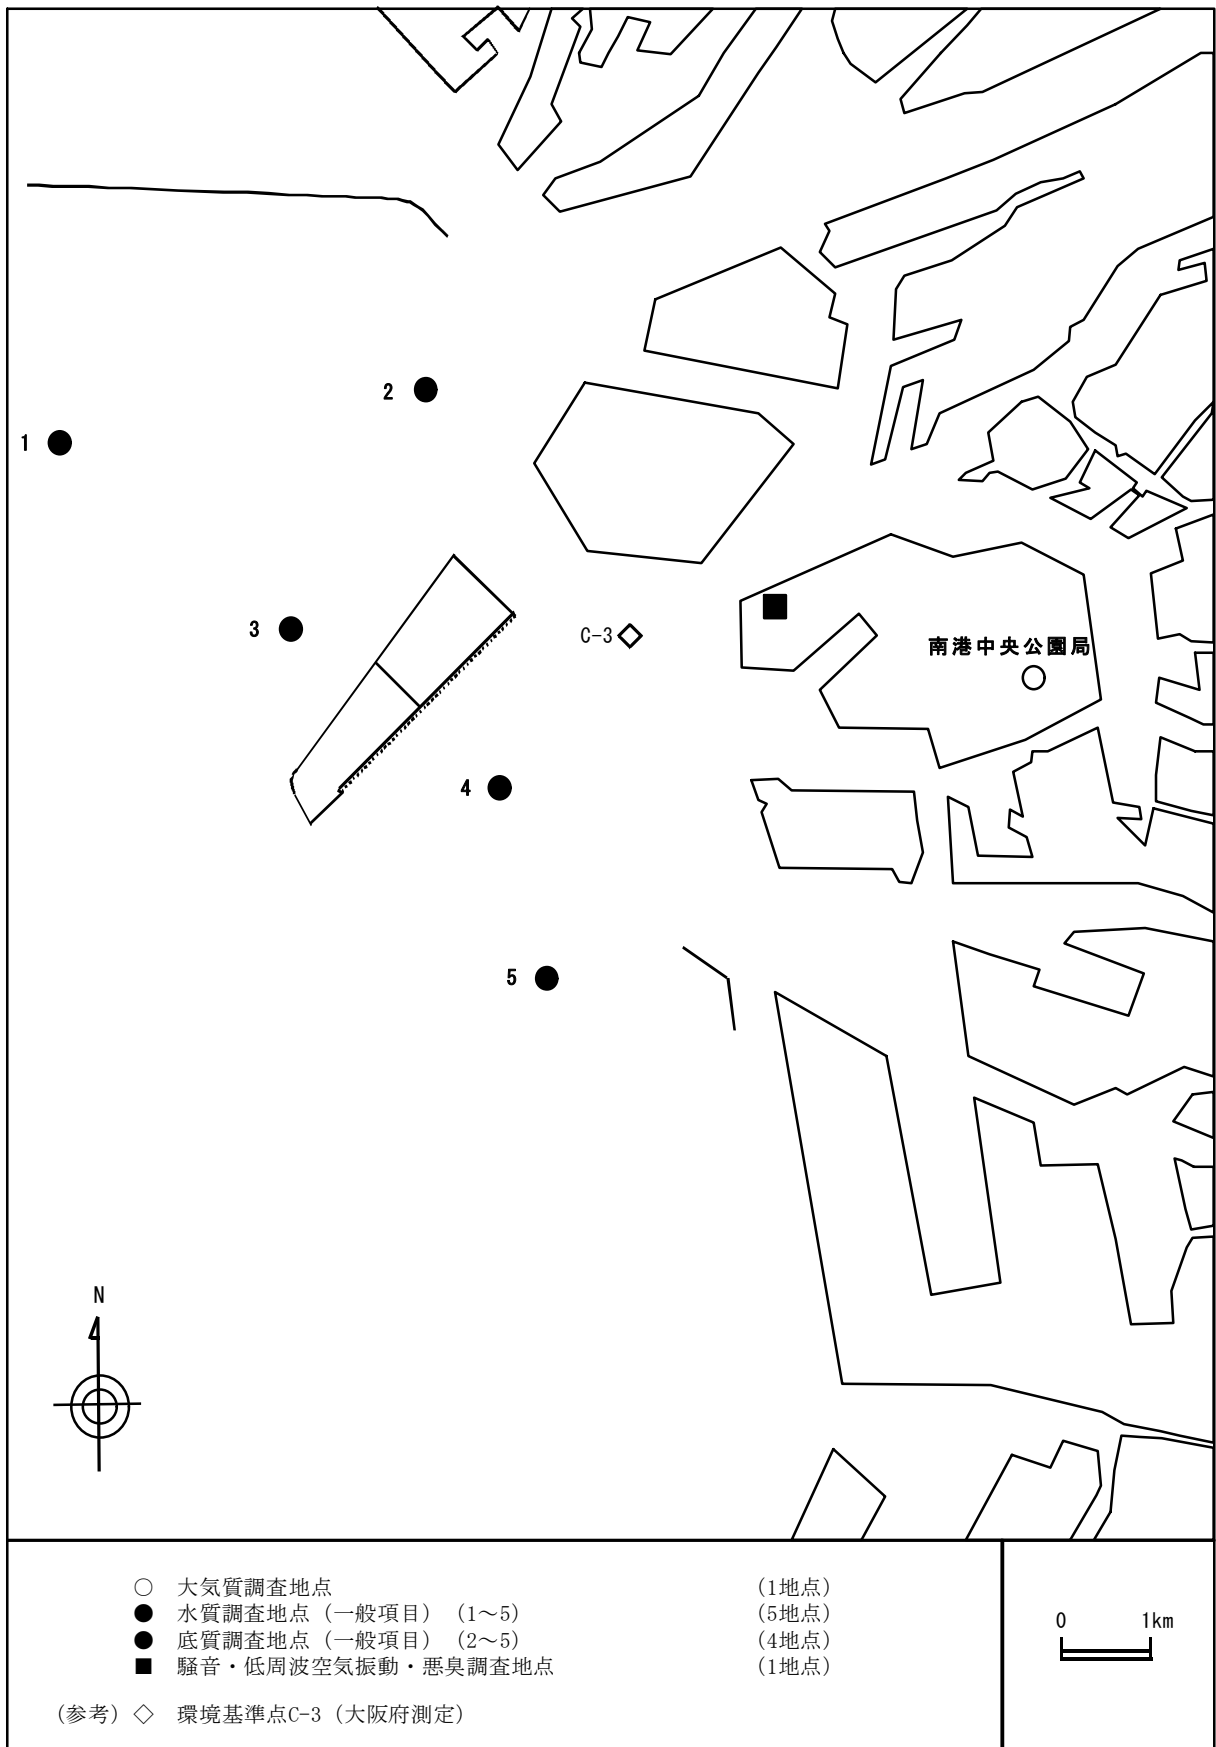 2
1
3
C-3
南港中央公園局
4
5
N
○ 大気質調査地点 (1地点)
● 水質調査地点（一般項目）（1～5） (5地点)
● 底質調査地点（一般項目）（2～5） (4地点)
■ 騒音・低周波空気振動・悪臭調査地点 (1地点)
(参考) ◇ 環境基準点C-3（大阪府測定）
0 1km